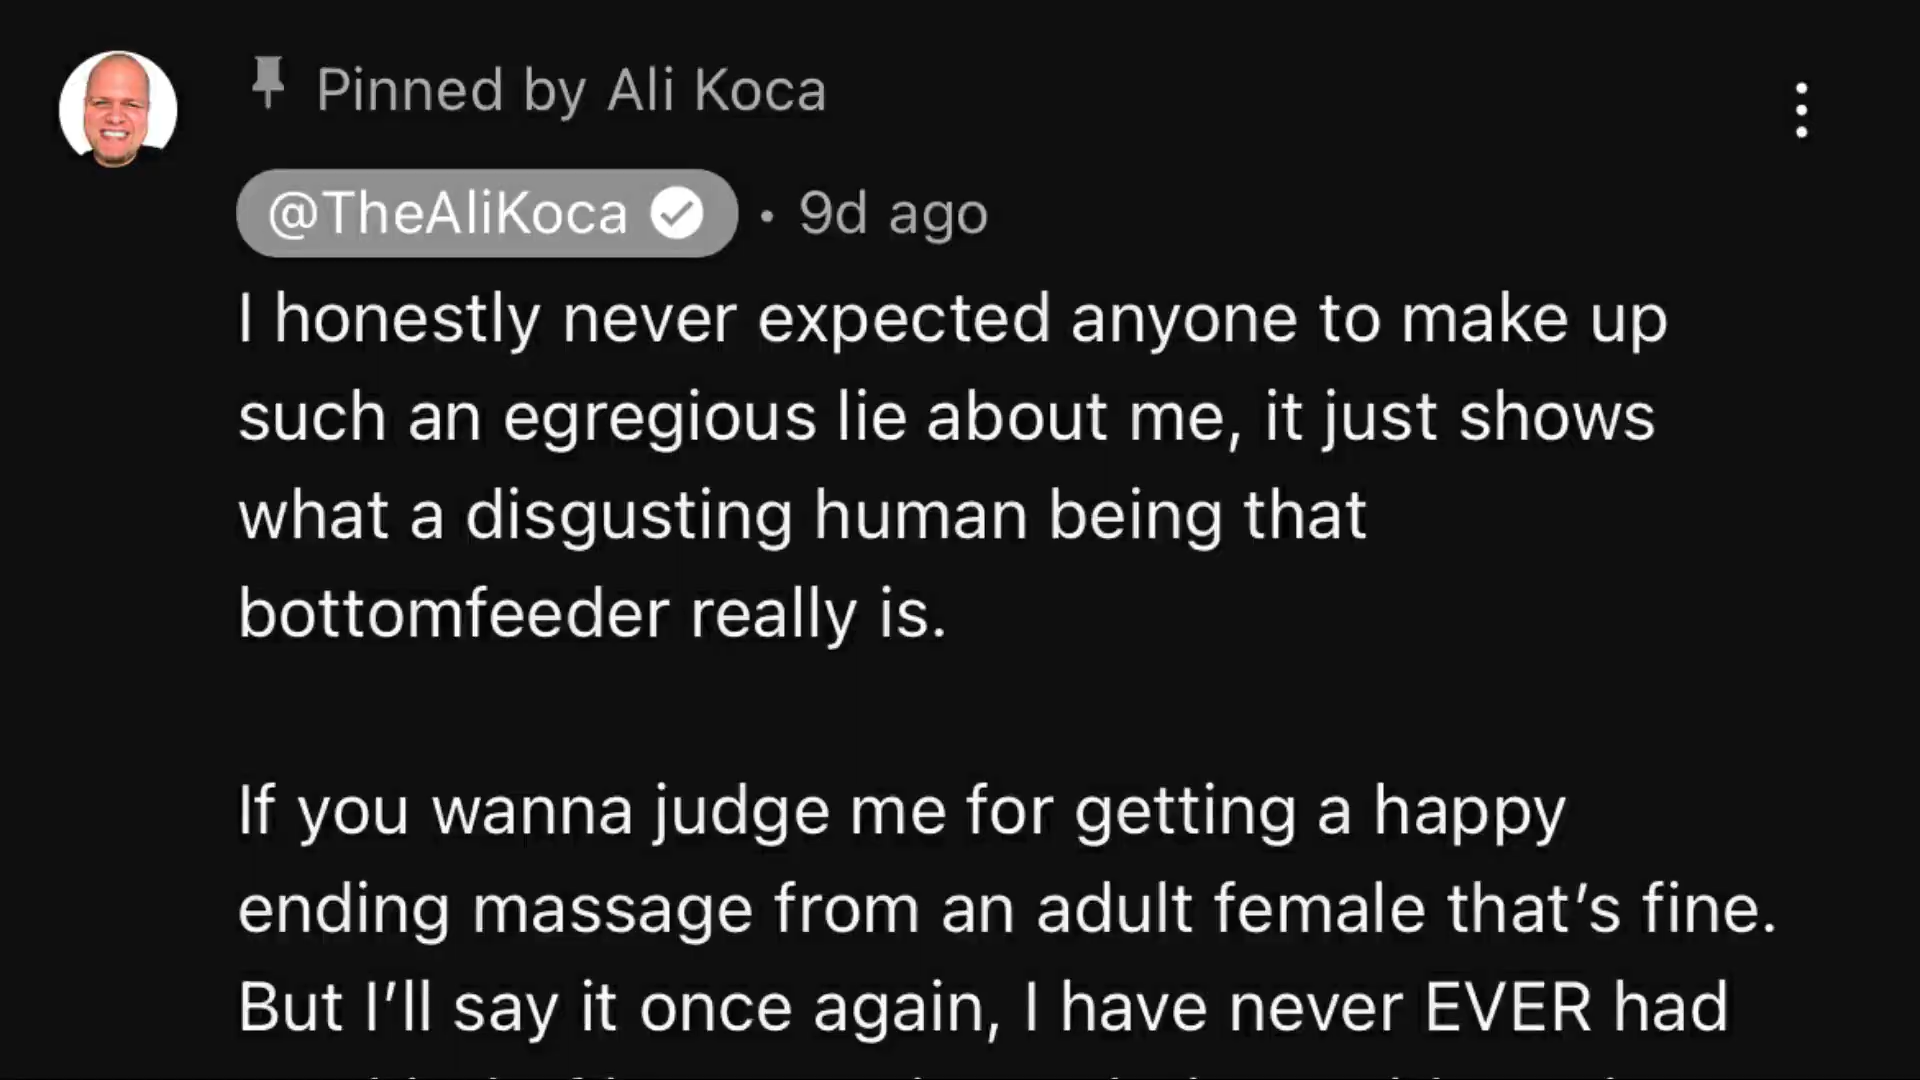 Pinned by Ali Koca
@TheAliKoca • 9d ago
I honestly never expected anyone to make up
such an egregious lie about me, it just shows
what a disgusting human being that
bottomfeeder really is.
If you wanna judge me for getting a happy
ending massage from an adult female that’s fine.
But I’ll say it once again, I have never EVER had